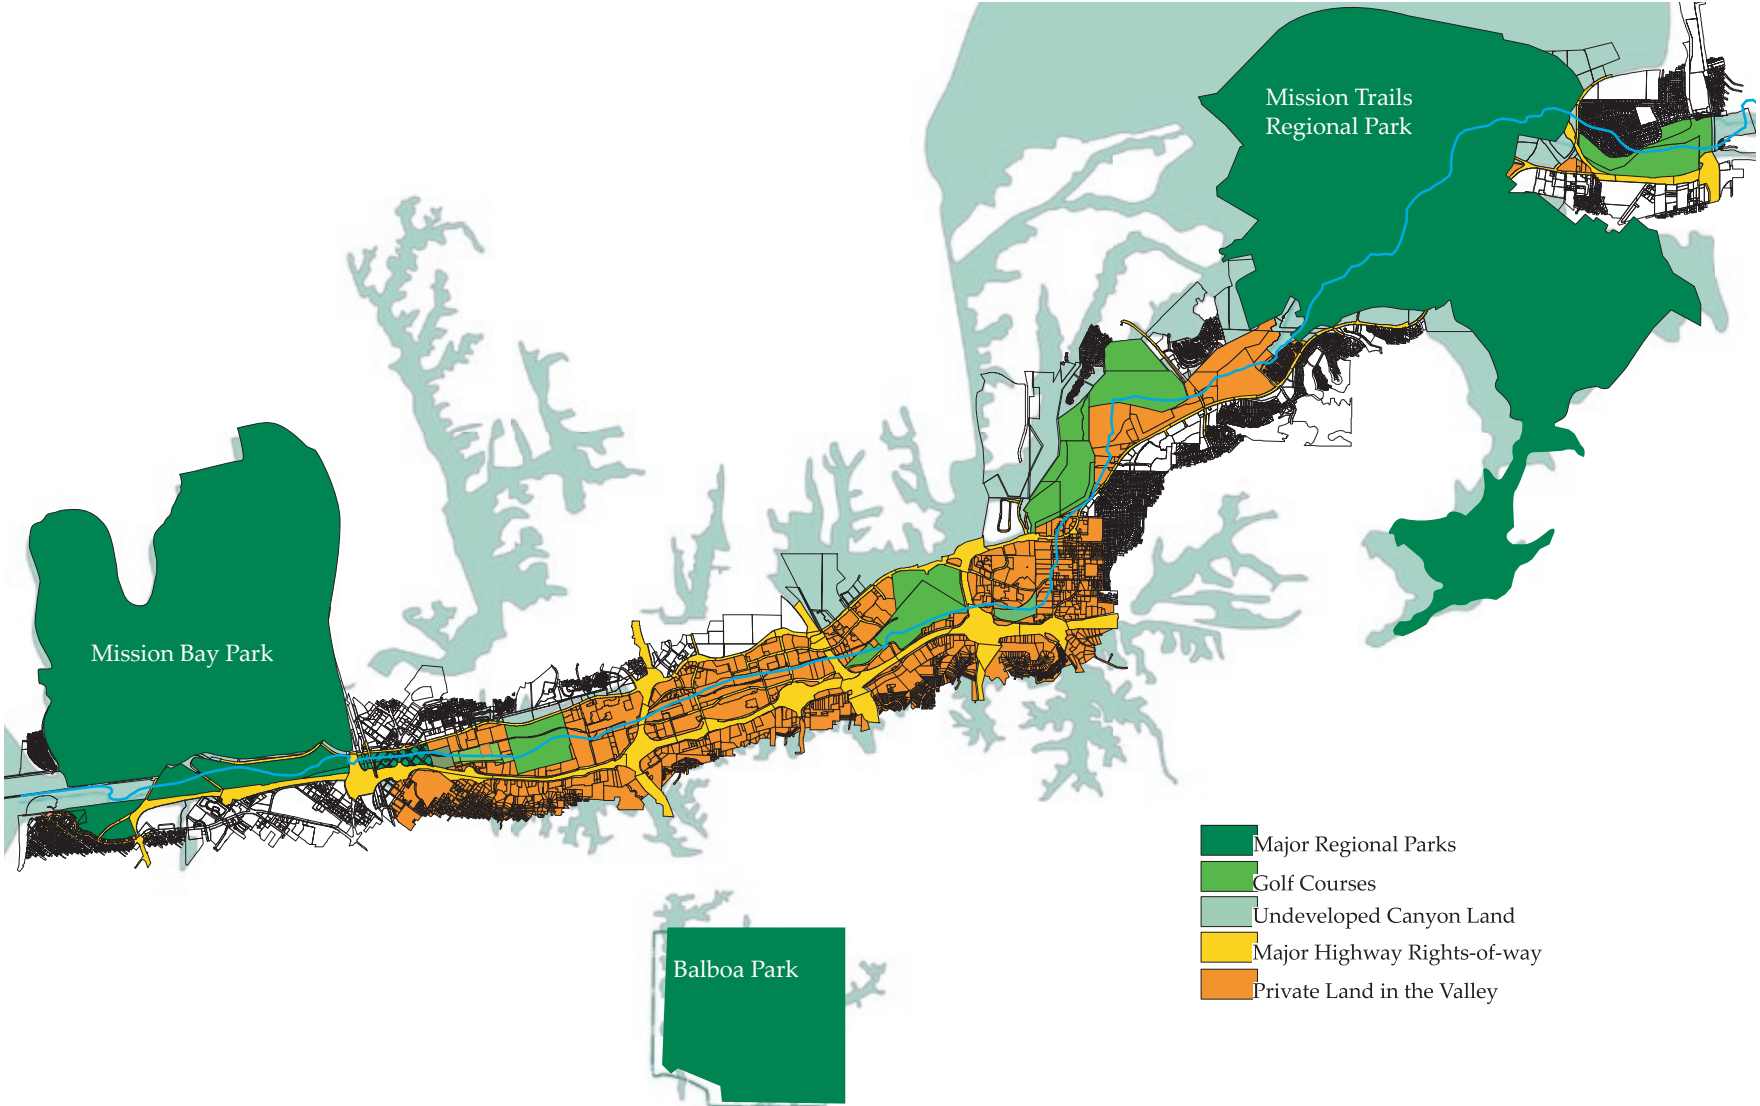 Mission Trails
Regional Park
Mission Bay Park
Balboa Park
Major Regional Parks
Golf Courses
Undeveloped Canyon Land
Major Highway Rights-of-way
Private Land in the Valley